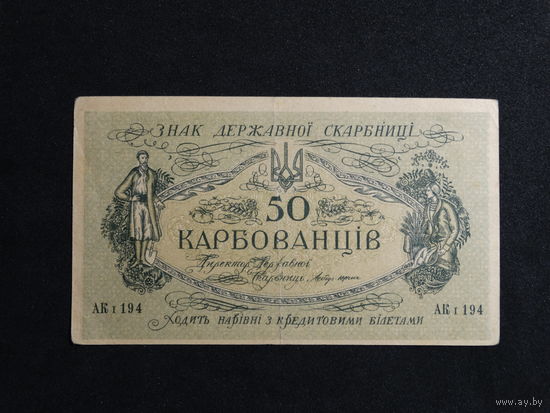 ЗНАК ДЕРЖАВНОЇ СКАРБНИЦІ
50
КАРБОВАНЦІВ
Директор Державної
Скарбниці
АК I 194
АК I 194
Ходить нарівні з кредитовими білетами
www.ay.by